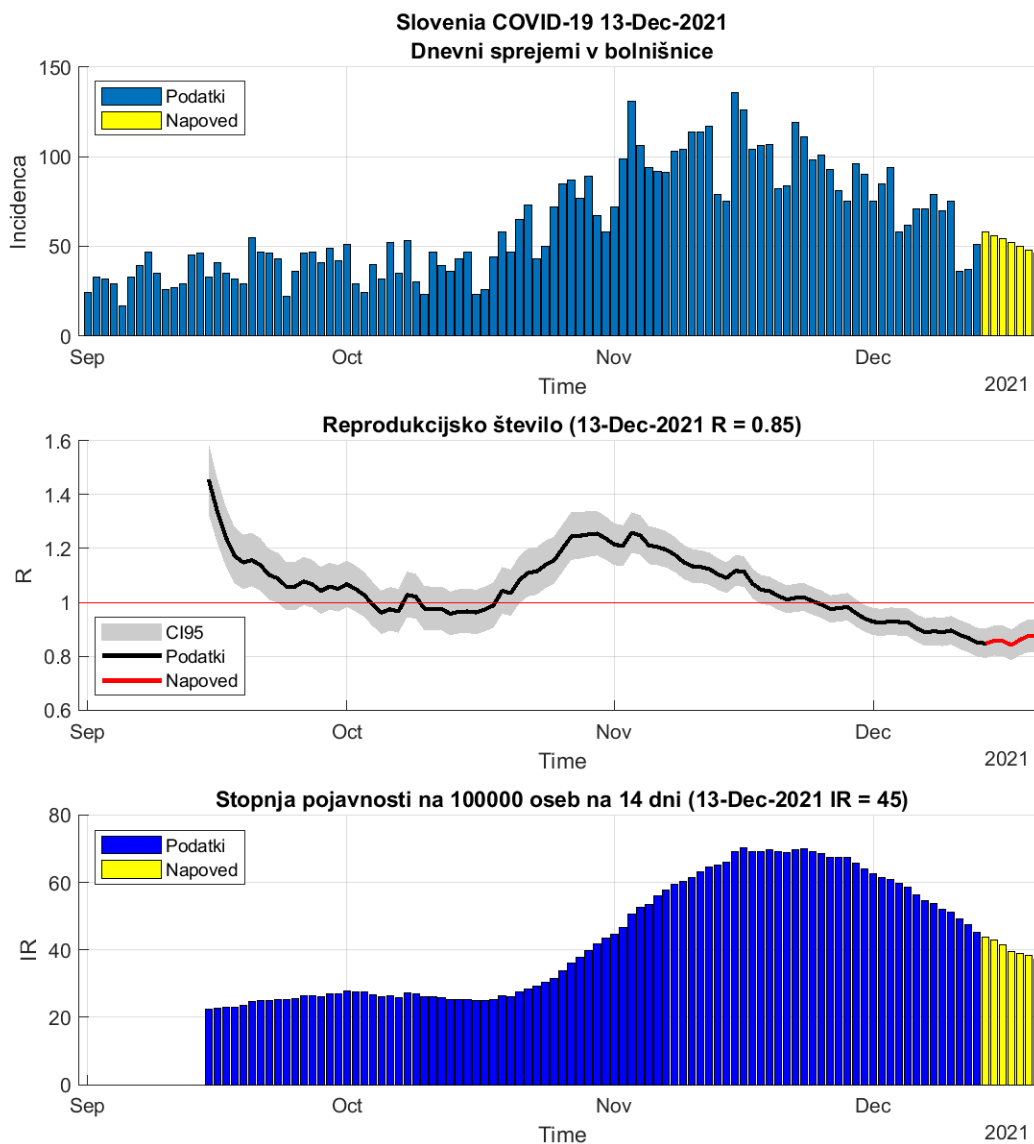 Slovenia COVID-19 13-Dec-2021
Dnevni sprejemi v bolnišnice
150
100
50
0
Incidenca
Podatki
Napoved
Sep
Oct
Nov
Dec
Time
2021
Reprodukcijsko število (13-Dec-2021 R = 0.85)
1.6
1.4
1.2
1
0.8
0.6
R
CI95
Podatki
Napoved
Sep
Oct
Nov
Dec
Time
2021
Stopnja pojavnosti na 100000 oseb na 14 dni (13-Dec-2021 IR = 45)
80
60
40
20
0
IR
Podatki
Napoved
Sep
Oct
Nov
Dec
Time
2021